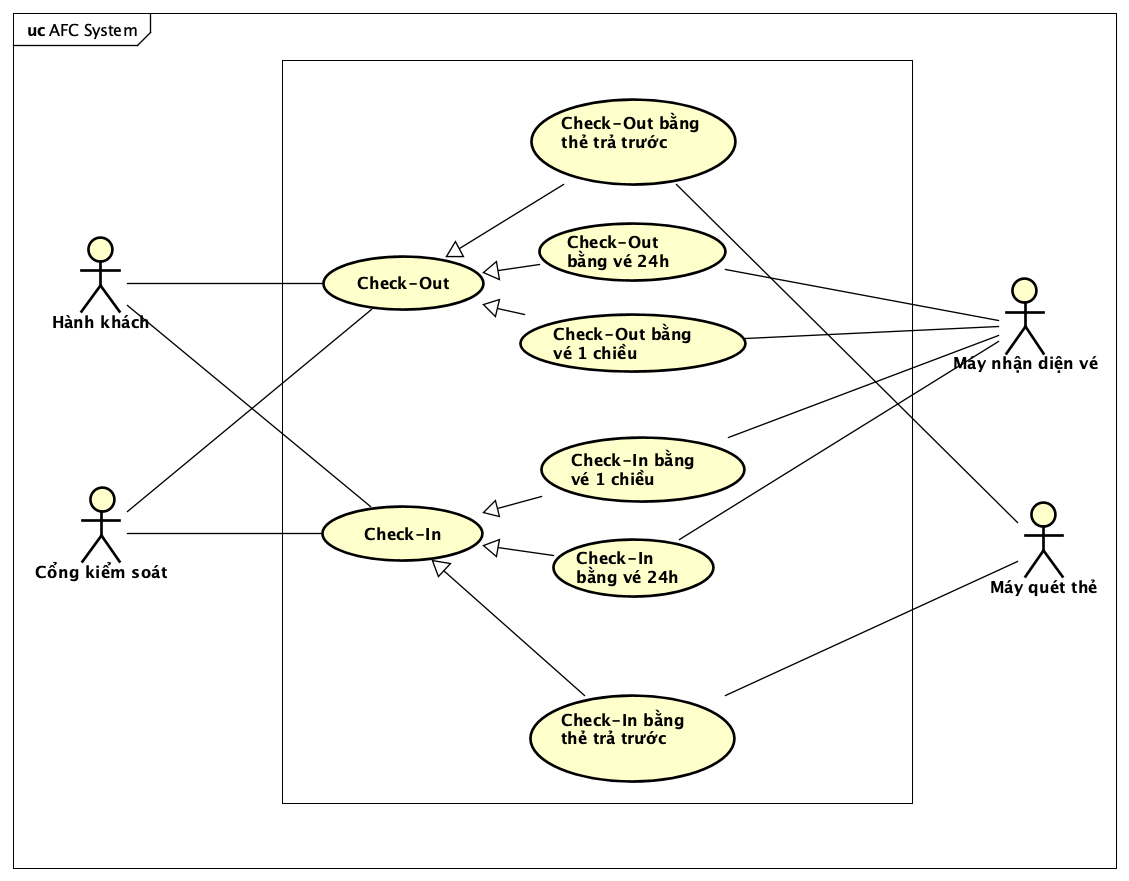 uc AFC System
Check-Out bằng
thẻ trả trước
Check-Out
bằng vé 24h
Check-Out
Check-Out bằng
vé 1 chiều
Hành khách
Máy nhận diện vé
Check-In bằng
vé 1 chiều
Check-In
Check-In
bằng vé 24h
Cổng kiểm soát
Máy quét thẻ
Check-In bằng
thẻ trả trước